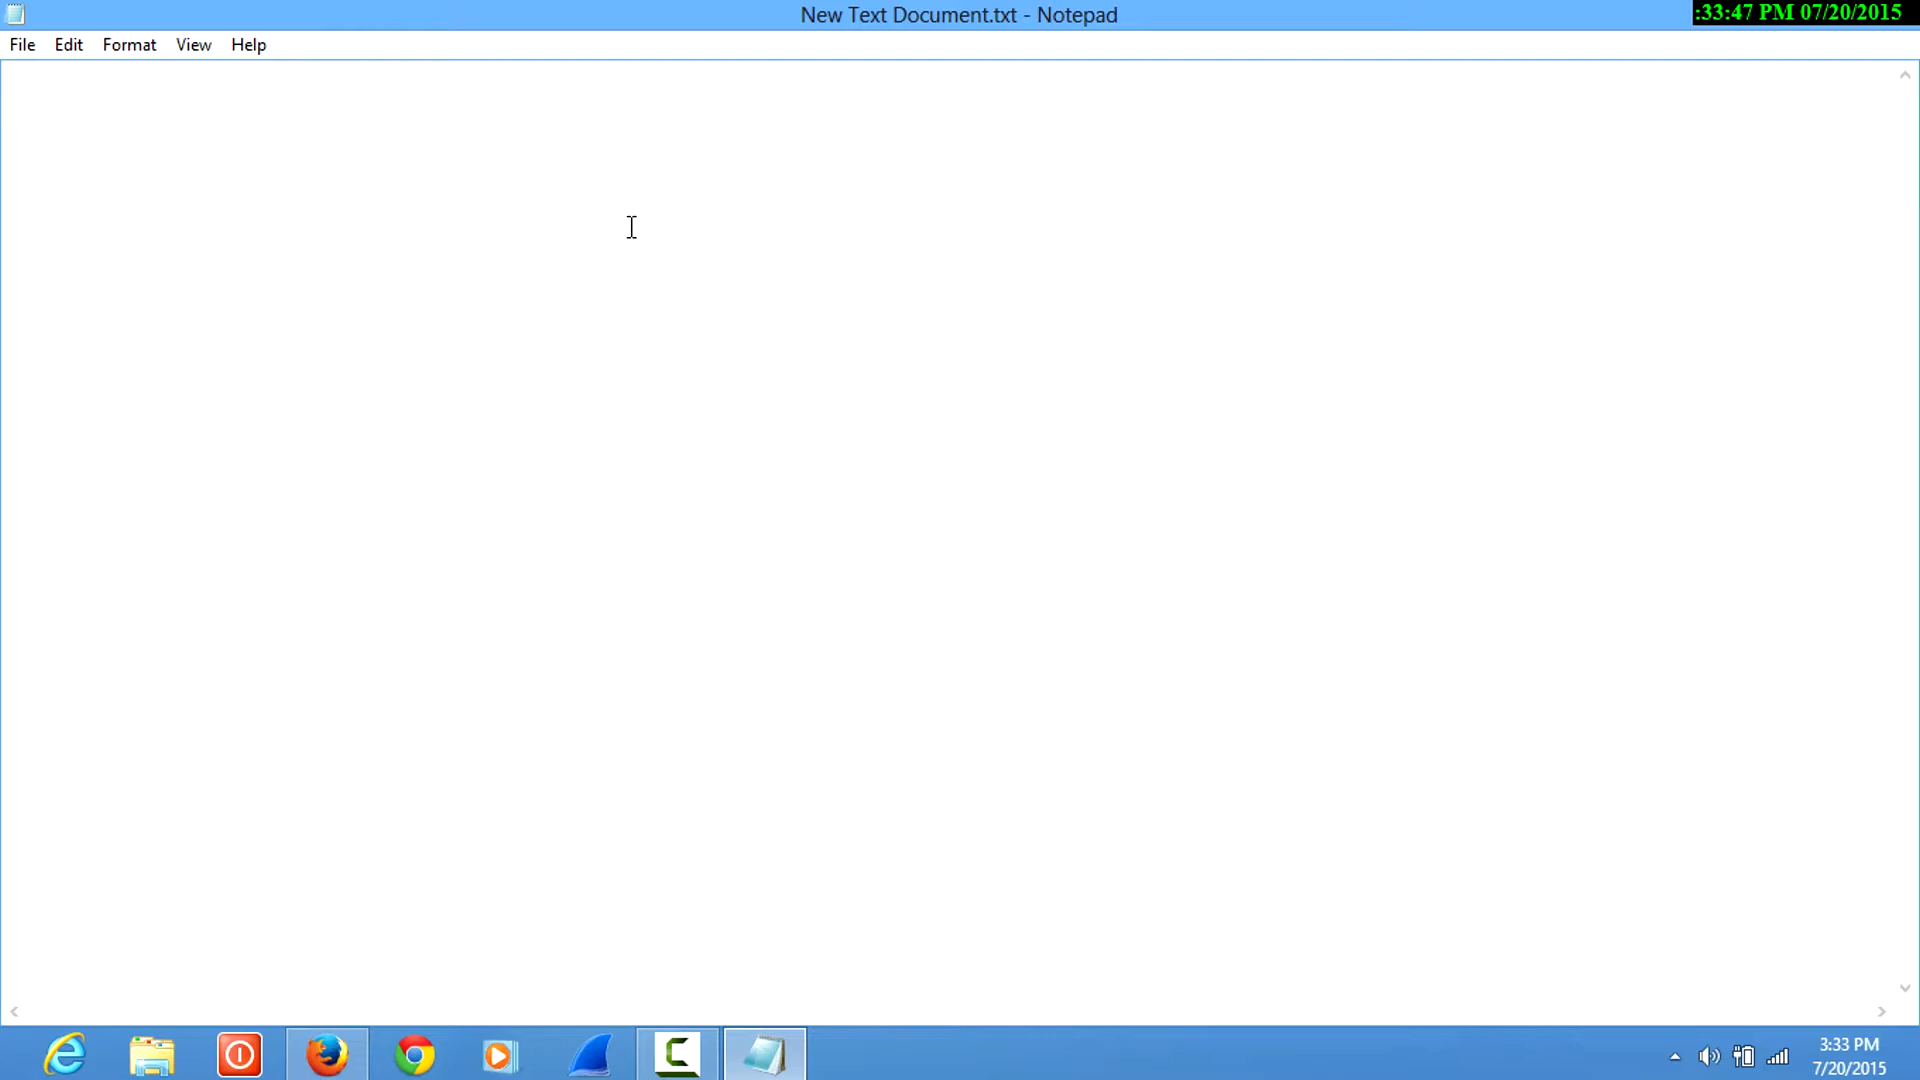 New Text Document.txt - Notepad
:33:47 PM 07/20/2015
File Edit Format View Help
3:33 PM
7/20/2015